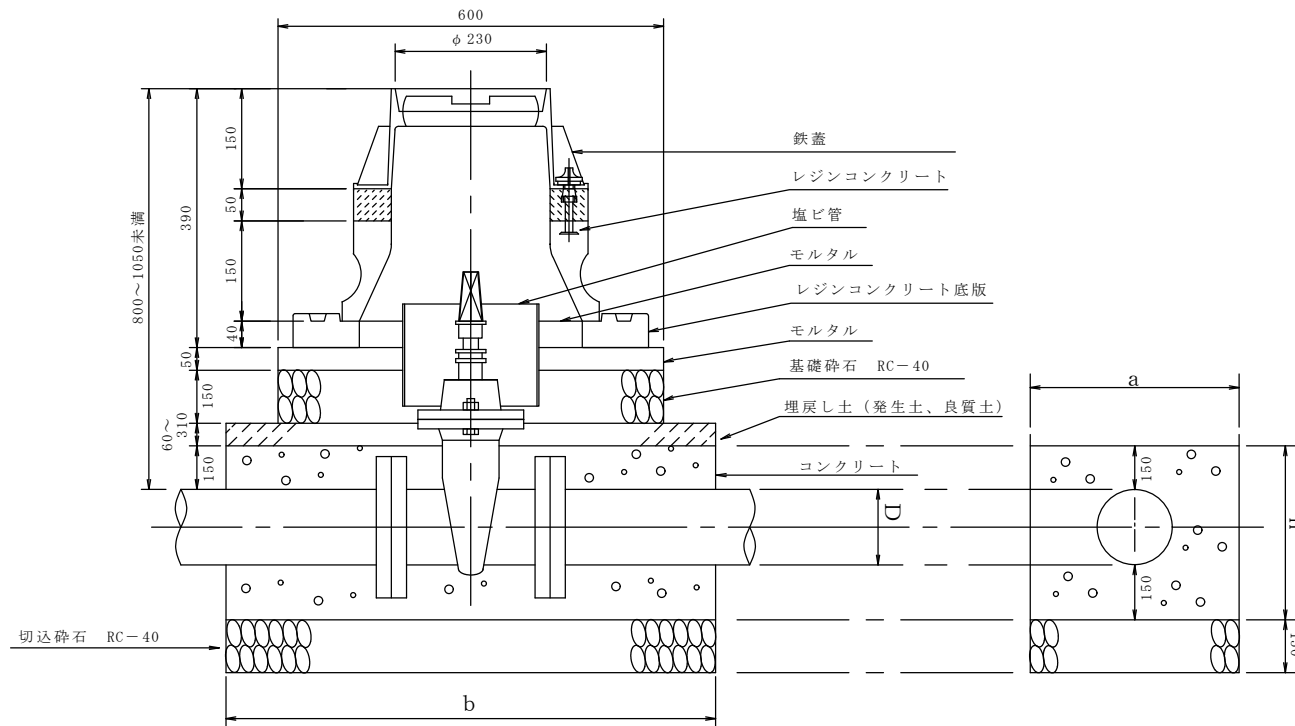 600
φ230
150
50
150
40
390
800～1050未満
50
150
60～
310
150
鉄蓋
レジンコンクリート
塩ビ管
モルタル
レジンコンクリート底版
モルタル
基礎砕石 RC－40
埋戻し土（発生土、良質土）
コンクリート
切込砕石 RC－40
D
b
a
150
150